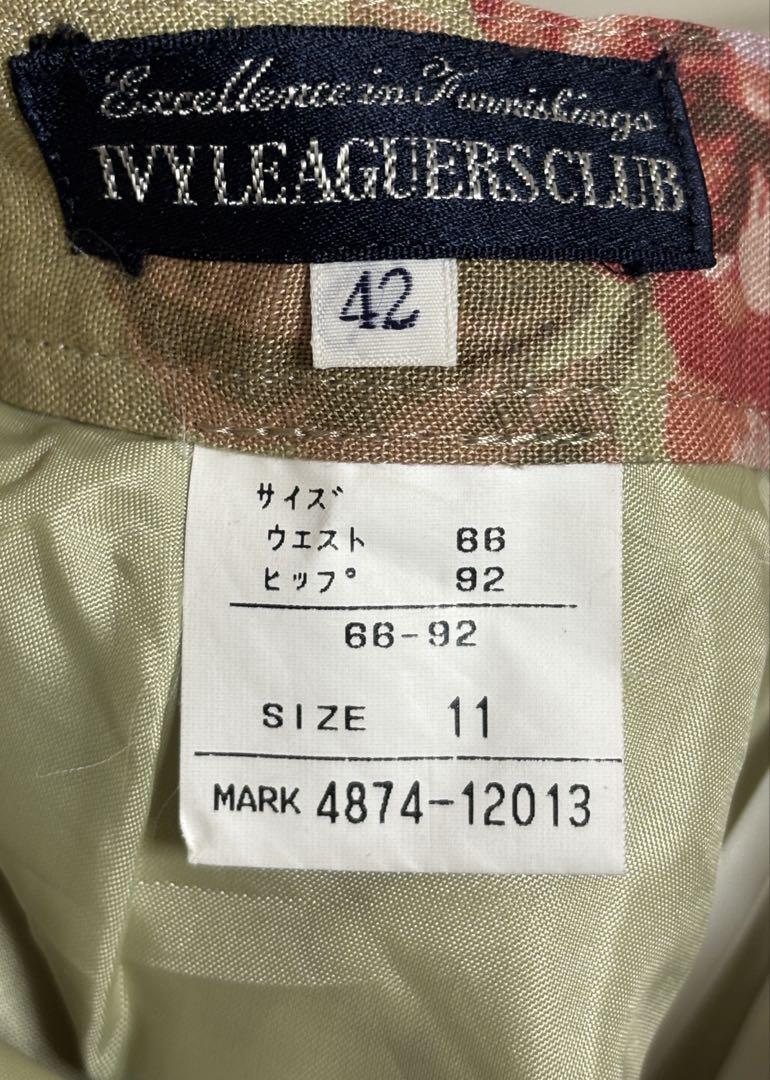 Excellence in Furnishings
IVY LEAGUERS CLUB
42
サイズ
ウエスト 66
ヒップ 92
66-92
SIZE 11
MARK 4874-12013